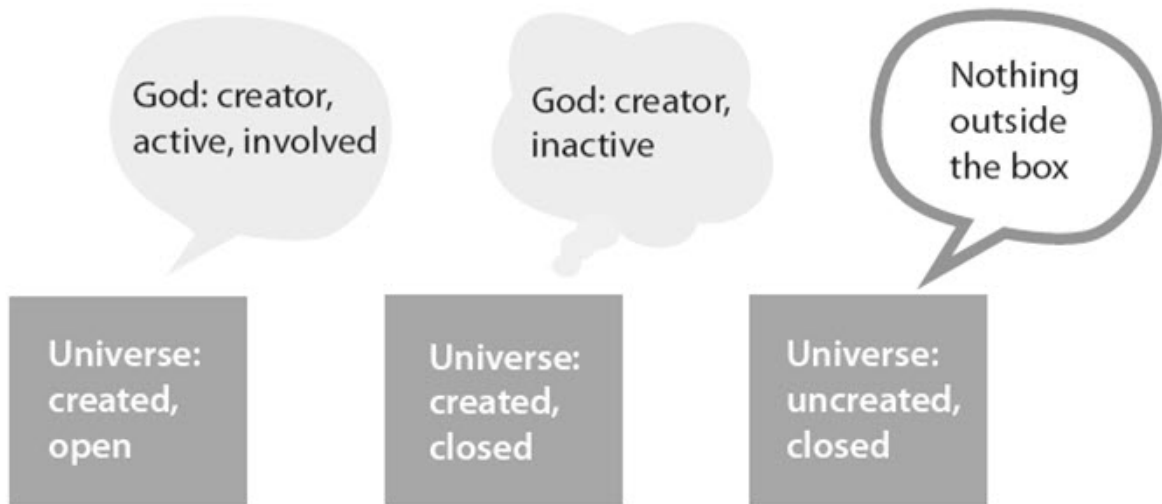 God: creator,
active, involved
God: creator,
inactive
Nothing
outside
the box
Universe:
created,
open
Universe:
created,
closed
Universe:
uncreated,
closed